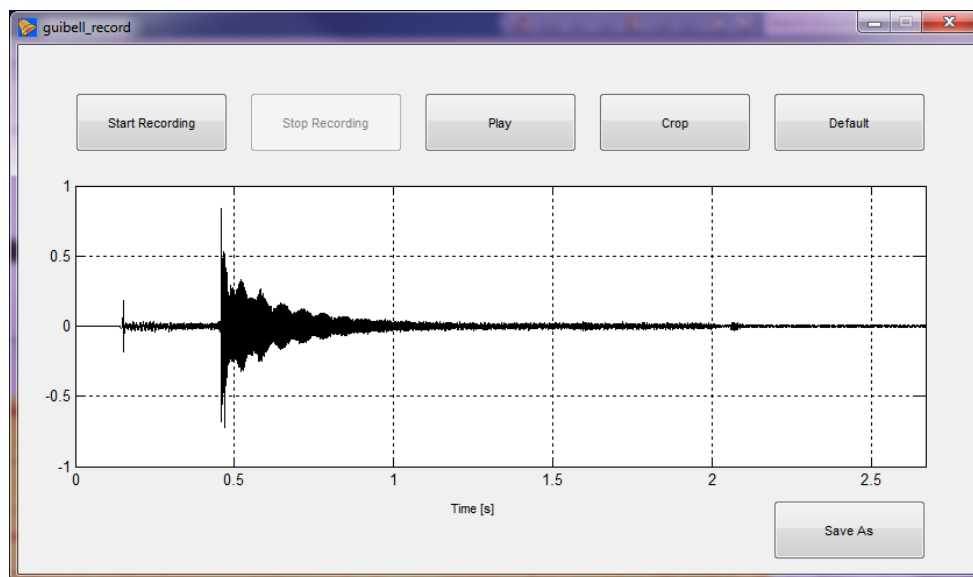 guibell_record
Start Recording Stop Recording Play Crop Default
1
0.5
0
-0.5
-1
0 0.5 1 1.5 2 2.5
Time [s]
Save As